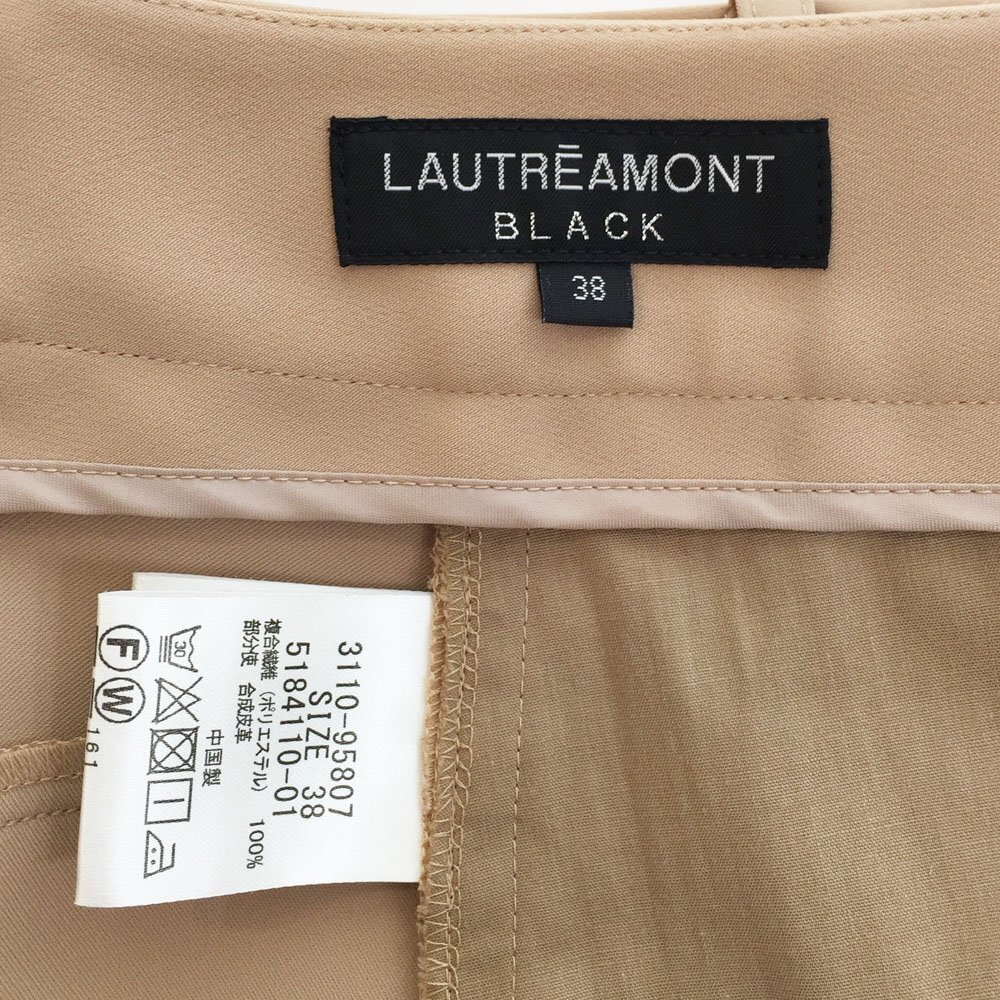 LAUTRĒAMONT
BLACK
38
3110-95807
SIZE 38
5184110-01
複合繊維(ポリエステル) 100%
部分使 合成皮革
30
中国製
F W
161